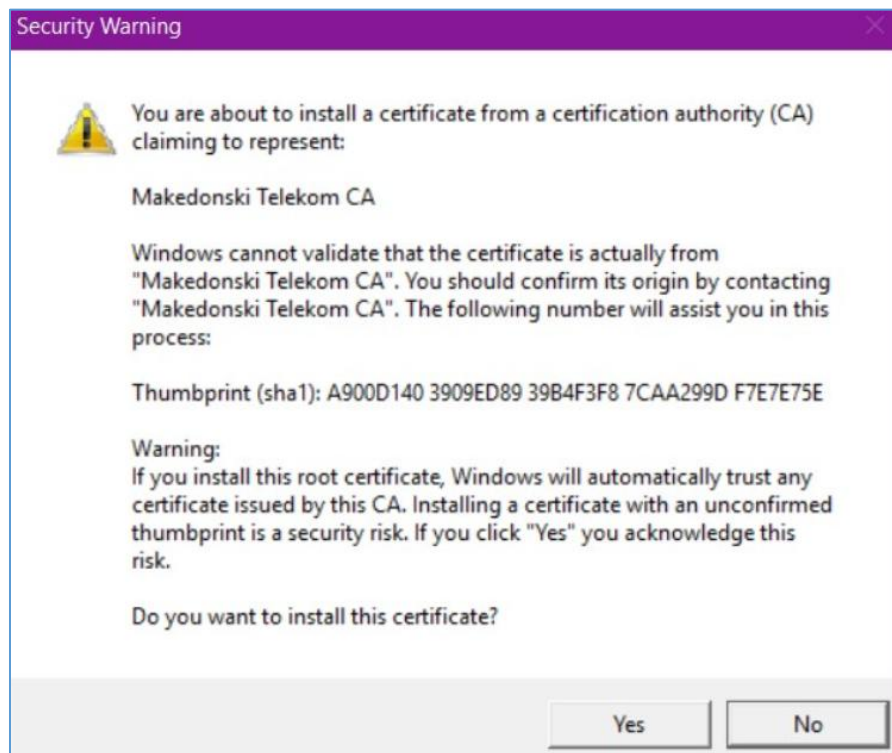 Security Warning
You are about to install a certificate from a certification authority (CA)
claiming to represent:
Makedonski Telekom CA
Windows cannot validate that the certificate is actually from
"Makedonski Telekom CA". You should confirm its origin by contacting
"Makedonski Telekom CA". The following number will assist you in this
process:
Thumbprint (sha1): A900D140 3909ED89 39B4F3F8 7CAA299D F7E7E75E
Warning:
If you install this root certificate, Windows will automatically trust any
certificate issued by this CA. Installing a certificate with an unconfirmed
thumbprint is a security risk. If you click "Yes" you acknowledge this
risk.
Do you want to install this certificate?
Yes
No